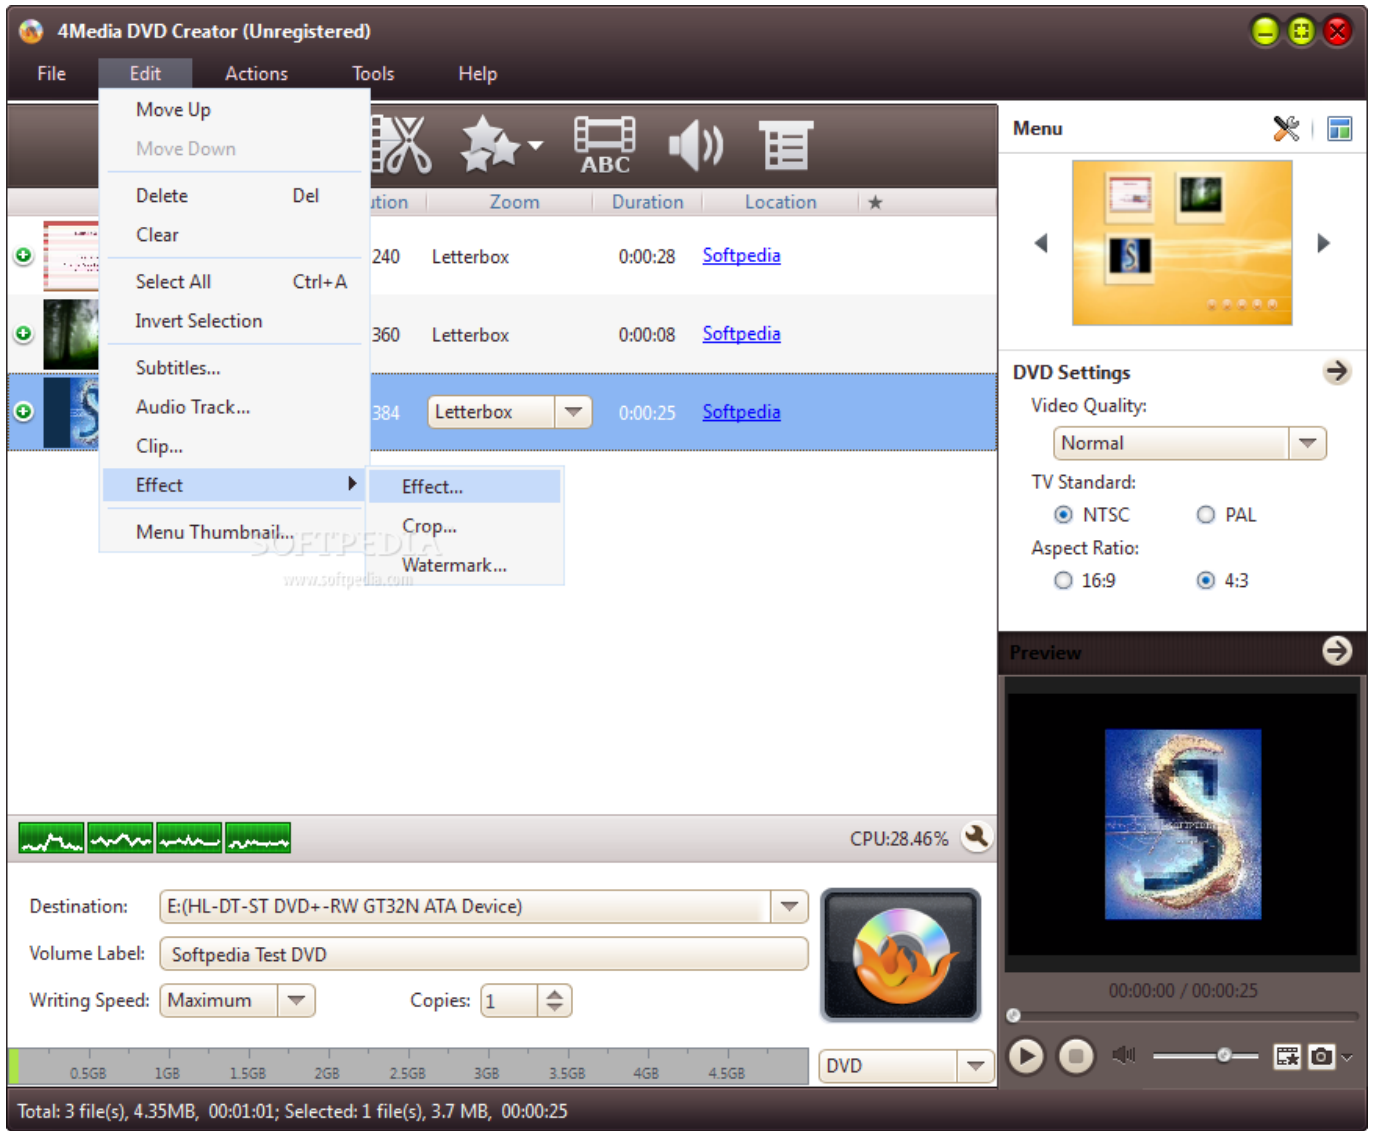 4Media DVD Creator (Unregistered)
File Edit Actions Tools Help
Move Up
Move Down
Delete Del
Clear
Select All Ctrl+A
Invert Selection
Subtitles...
Audio Track...
Clip...
Effect
Menu Thumbnail...
Effect...
Crop...
Watermark...
SOFTPEDIA
www.softpedia.com
ABC
ution Zoom Duration Location ★
240 Letterbox 0:00:28 Softpedia
360 Letterbox 0:00:08 Softpedia
384 Letterbox 0:00:25 Softpedia
Menu
DVD Settings
Video Quality:
Normal
TV Standard:
NTSC PAL
Aspect Ratio:
16:9 4:3
Preview
00:00:00 / 00:00:25
CPU:28.46%
Destination: E:(HL-DT-ST DVD+-RW GT32N ATA Device)
Volume Label: Softpedia Test DVD
Writing Speed: Maximum Copies: 1
0.5GB 1GB 1.5GB 2GB 2.5GB 3GB 3.5GB 4GB 4.5GB DVD
Total: 3 file(s), 4.35MB, 00:01:01; Selected: 1 file(s), 3.7 MB, 00:00:25